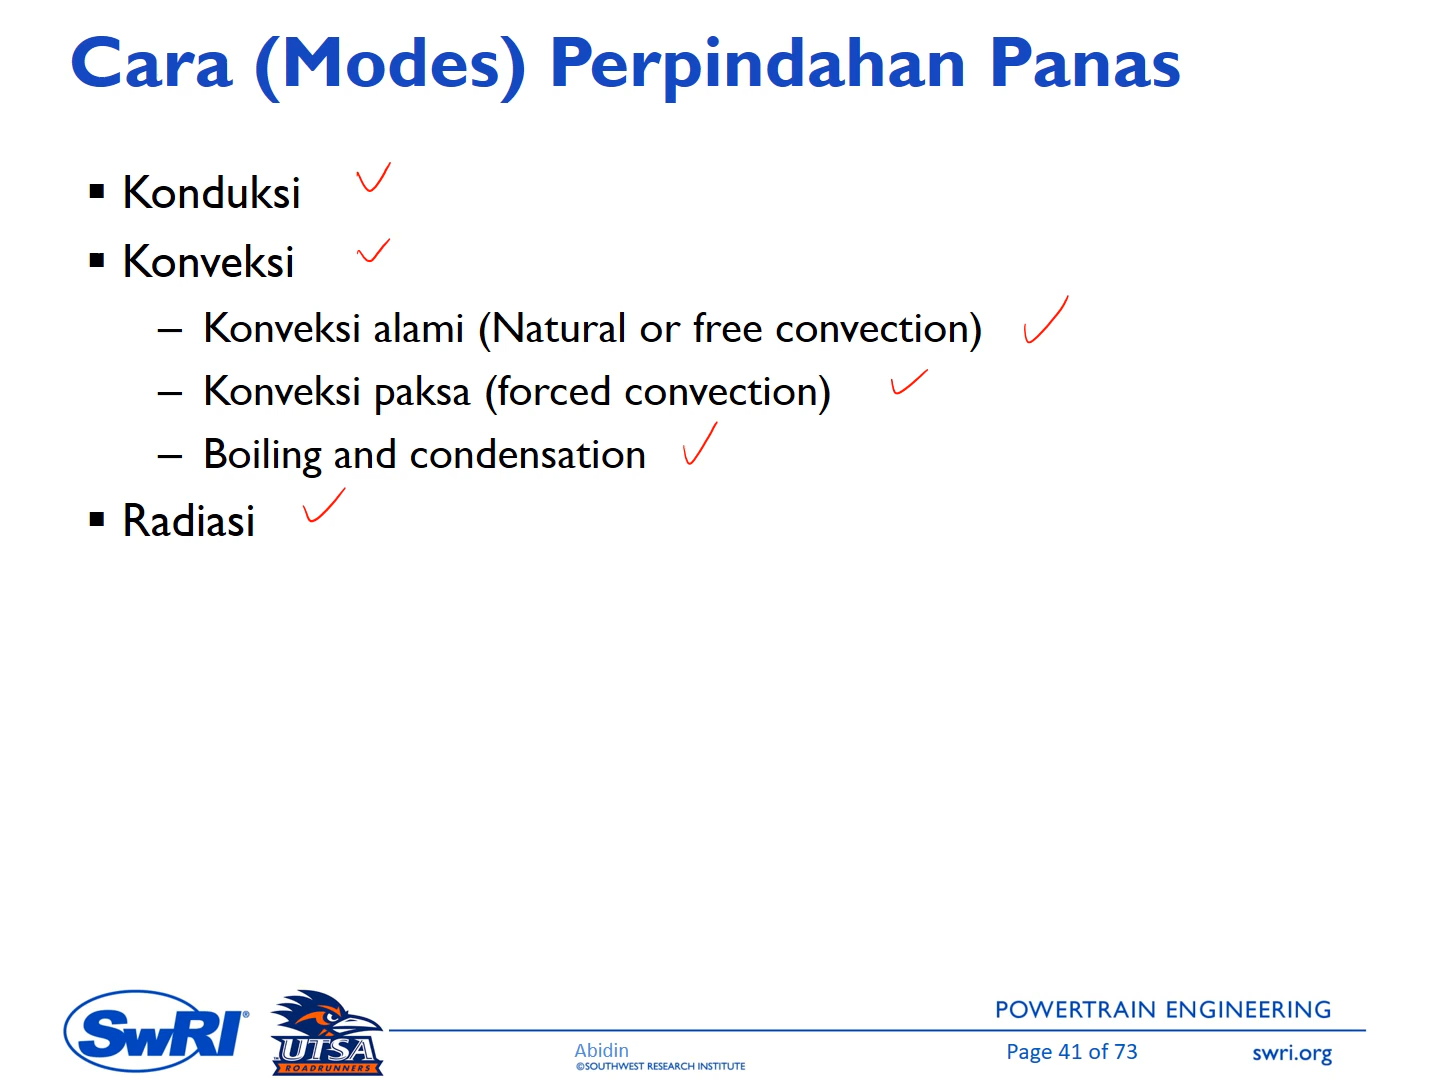 Cara (Modes) Perpindahan Panas
▪ Konduksi
▪ Konveksi
– Konveksi alami (Natural or free convection)
– Konveksi paksa (forced convection)
– Boiling and condensation
▪ Radiasi
POWERTRAIN ENGINEERING
SwRI®
UTSA
ROADRUNNERS
Abidin
©SOUTHWEST RESEARCH INSTITUTE
Page 41 of 73
swri.org